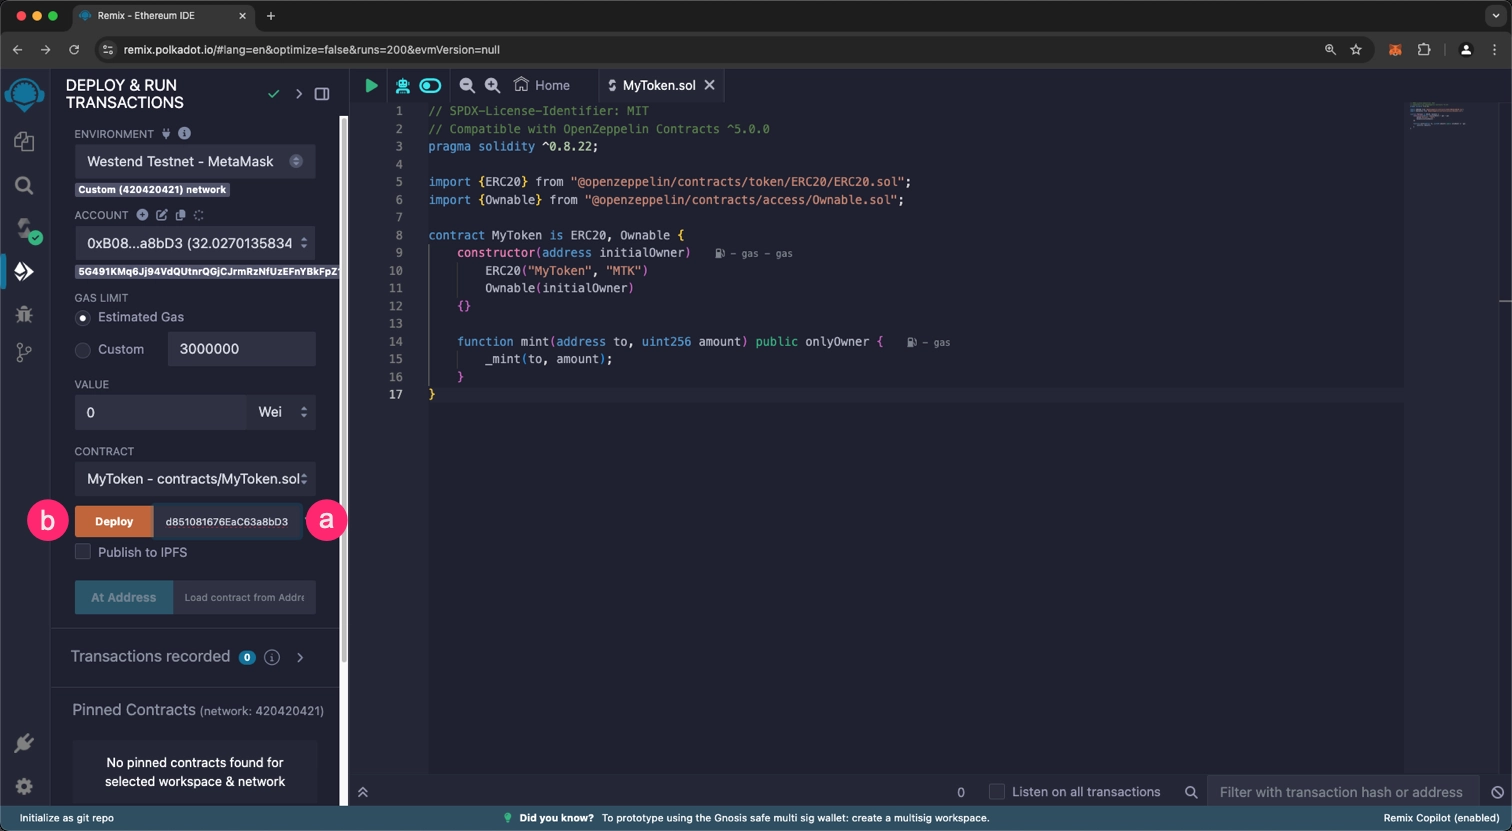 Remix - Ethereum IDE
remix.polkadot.io/#lang=en&optimize=false&runs=200&evmVersion=null
DEPLOY & RUN
TRANSACTIONS
ENVIRONMENT
Westend Testnet - MetaMask
Custom (420420421) network
ACCOUNT
0xB08...a8bD3 (32.0270135834
5G491KMq6Jj94VdQUtnrQGjCJrmRzNfUzEFnYBkFpZ
GAS LIMIT
Estimated Gas
Custom
3000000
VALUE
0
Wei
CONTRACT
MyToken - contracts/MyToken.sol
b
Deploy
d851081676EaC63a8bD3
a
Publish to IPFS
At Address
Load contract from Addre
Transactions recorded 0 i
Pinned Contracts (network: 420420421)
No pinned contracts found for
selected workspace & network
Home
MyToken.sol
1 // SPDX-License-Identifier: MIT
2 // Compatible with OpenZeppelin Contracts ^5.0.0
3 pragma solidity ^0.8.22;
4
5 import {ERC20} from "@openzeppelin/contracts/token/ERC20/ERC20.sol";
6 import {Ownable} from "@openzeppelin/contracts/access/Ownable.sol";
7
8 contract MyToken is ERC20, Ownable {
9 constructor(address initialOwner) - gas - gas
10 ERC20("MyToken", "MTK")
11 Ownable(initialOwner)
12 {}
13
14 function mint(address to, uint256 amount) public onlyOwner { - gas
15 _mint(to, amount);
16 }
17 }
0
Listen on all transactions
Filter with transaction hash or address
Initialize as git repo
Did you know? To prototype using the Gnosis safe multi sig wallet: create a multisig workspace.
Remix Copilot (enabled)